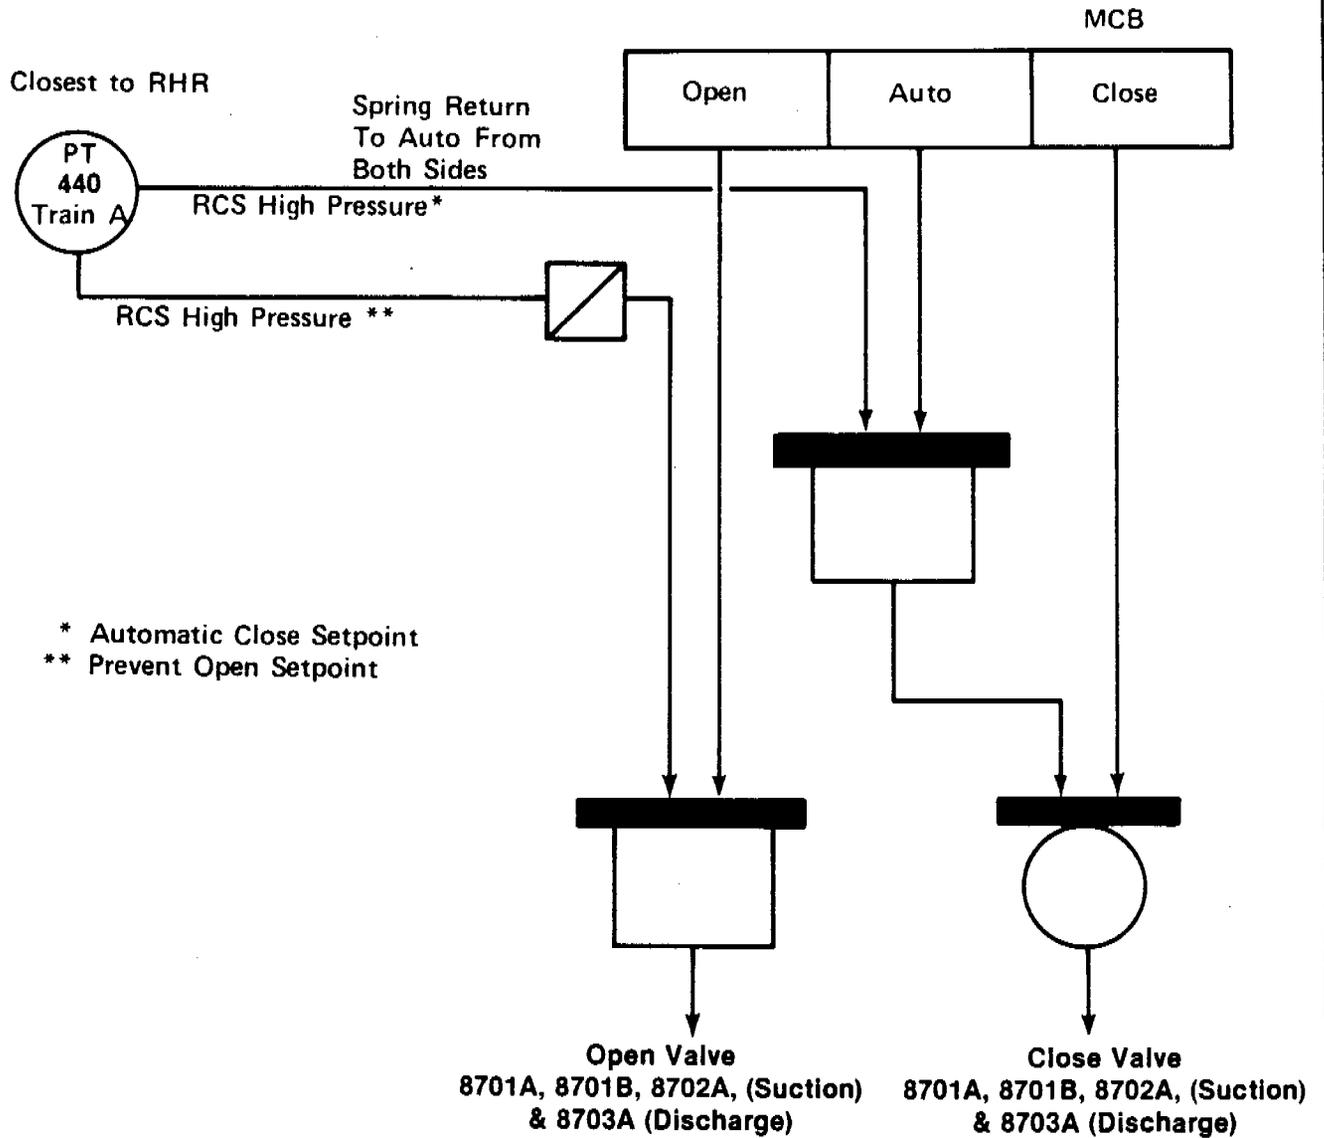 MCB
Closest to RHR
Open
Auto
Close
Spring Return
To Auto From
Both Sides
PT
440
Train A
RCS High Pressure*
RCS High Pressure **
* Automatic Close Setpoint
** Prevent Open Setpoint
Open Valve
8701A, 8701B, 8702A, (Suction)
& 8703A (Discharge)
Close Valve
8701A, 8701B, 8702A, (Suction)
& 8703A (Discharge)